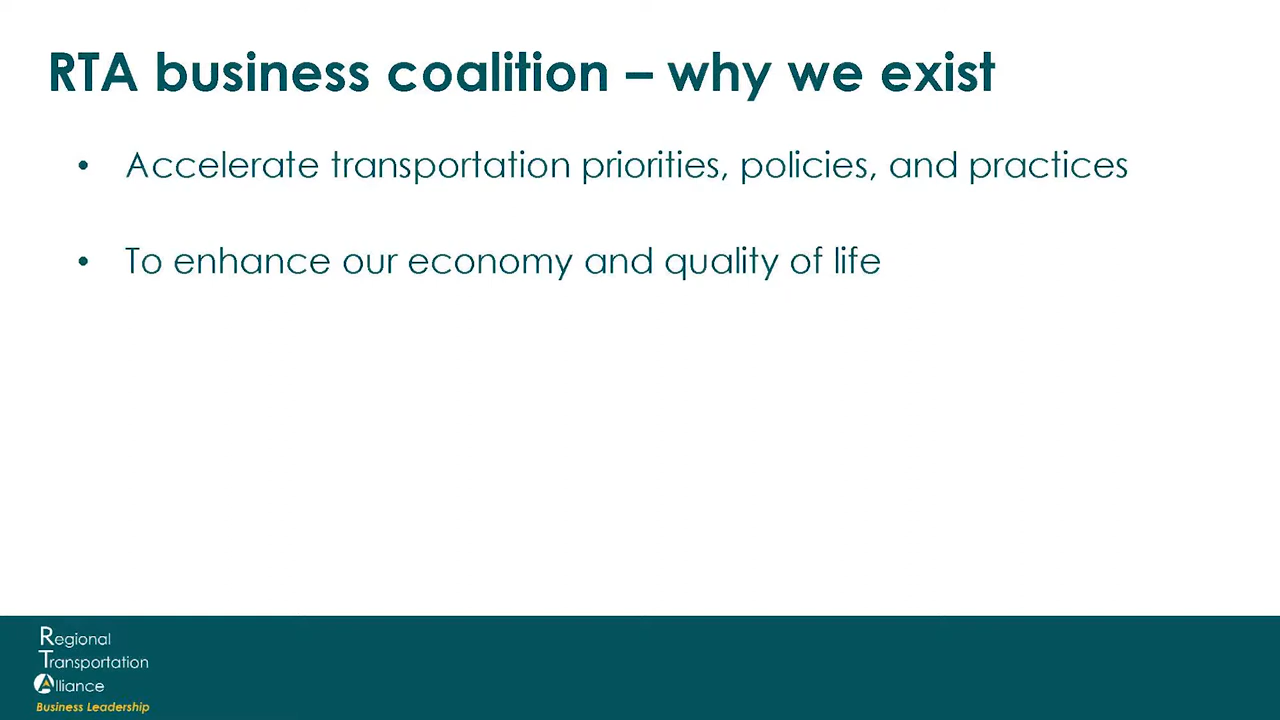 RTA business coalition – why we exist
• Accelerate transportation priorities, policies, and practices
• To enhance our economy and quality of life
Regional
Transportation
Alliance
Business Leadership